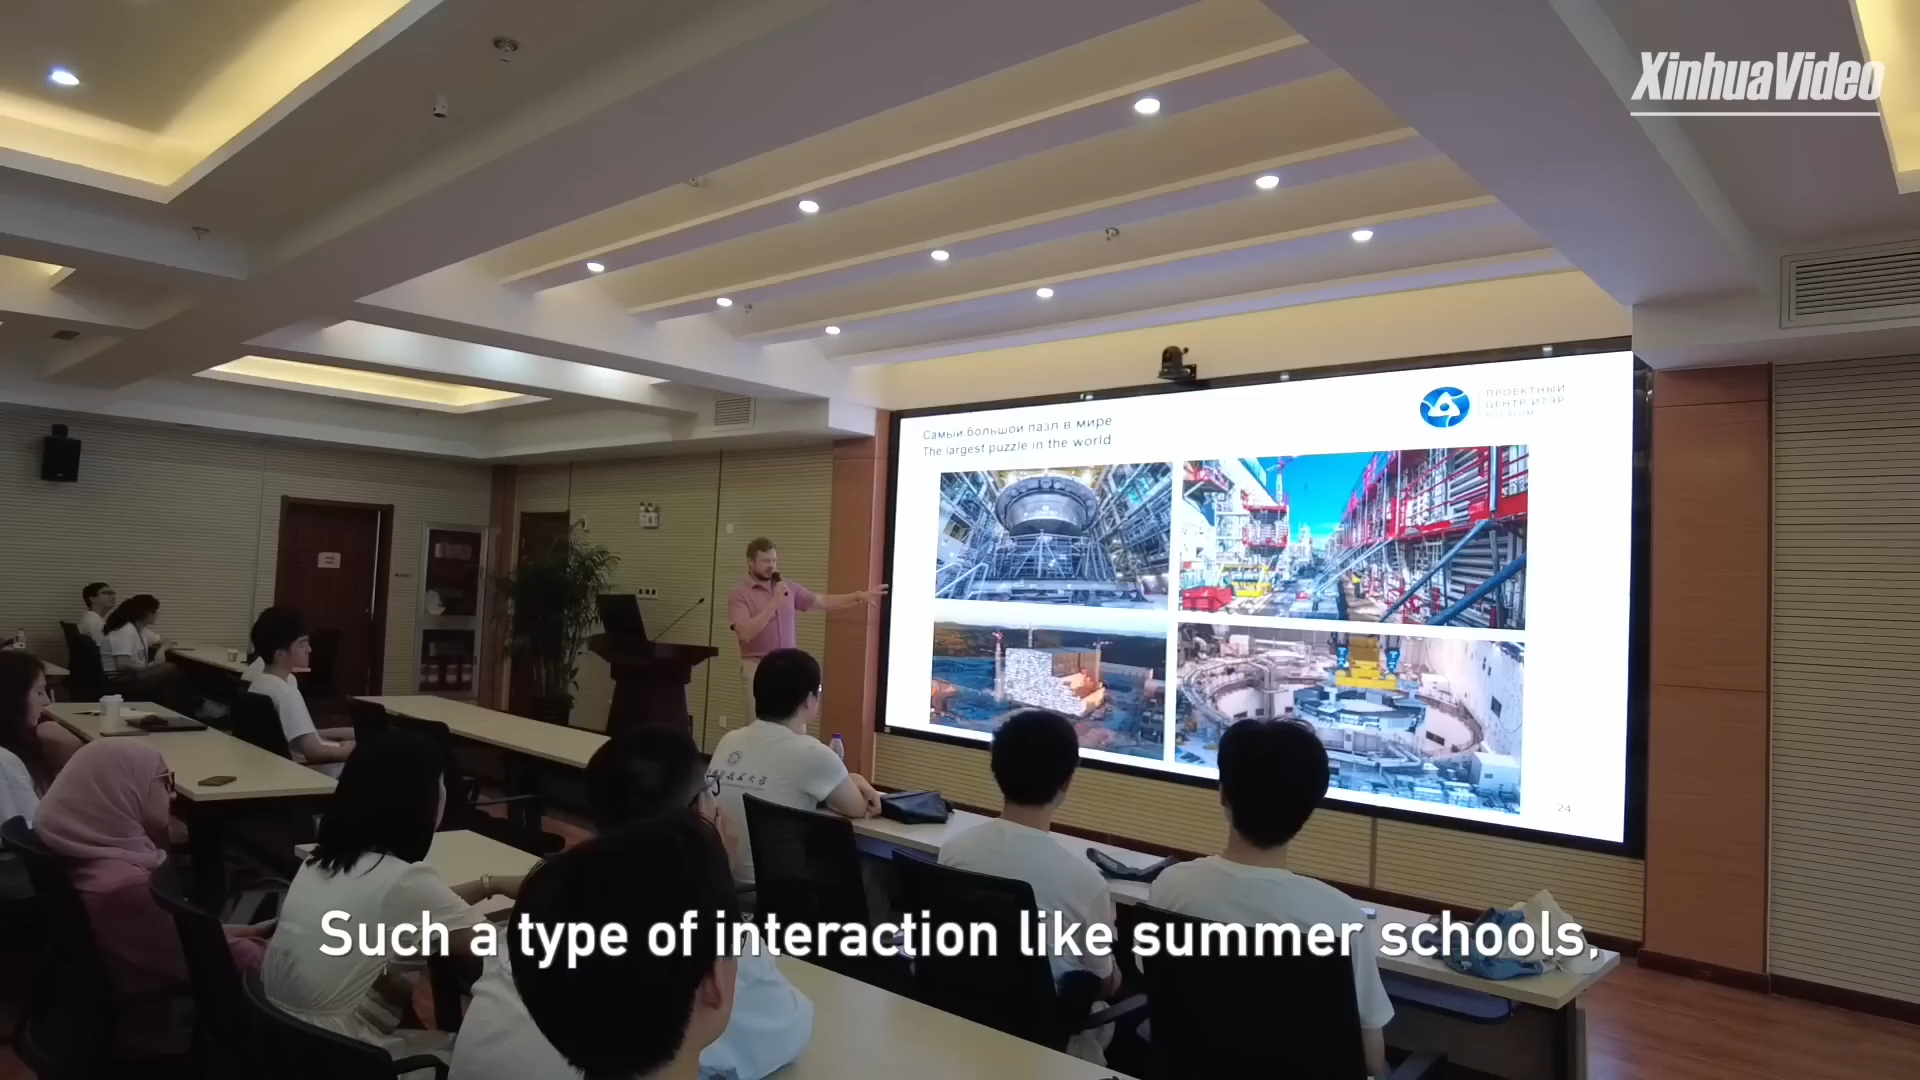 XinhuaVideo
ПРОЕКТНЫЙ
ЦЕНТР ИТЭР
Самый большой пазл в мире
The largest puzzle in the world
24
Such a type of interaction like summer schools,